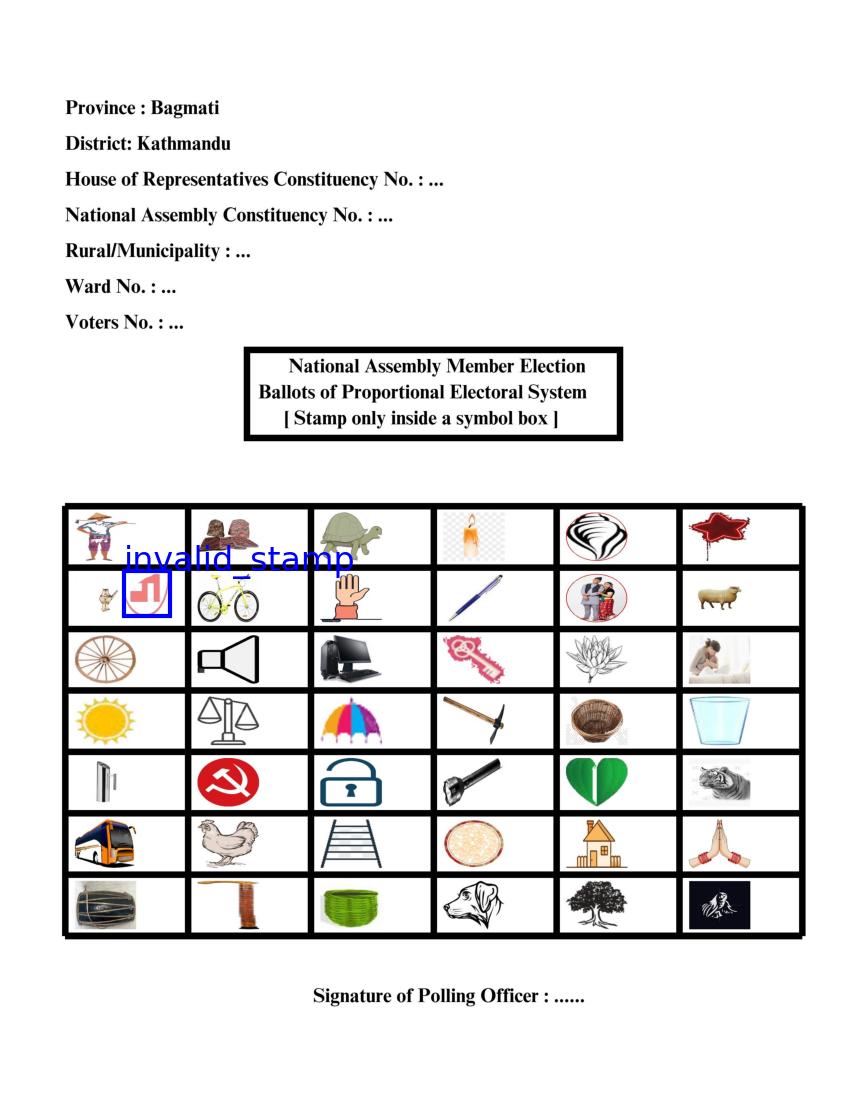 Province : Bagmati
District: Kathmandu
House of Representatives Constituency No. : ...
National Assembly Constituency No. : ...
Rural/Municipality : ...
Ward No. : ...
Voters No. : ...
National Assembly Member Election
Ballots of Proportional Electoral System
[ Stamp only inside a symbol box ]
invalid_stamp
Signature of Polling Officer : ......